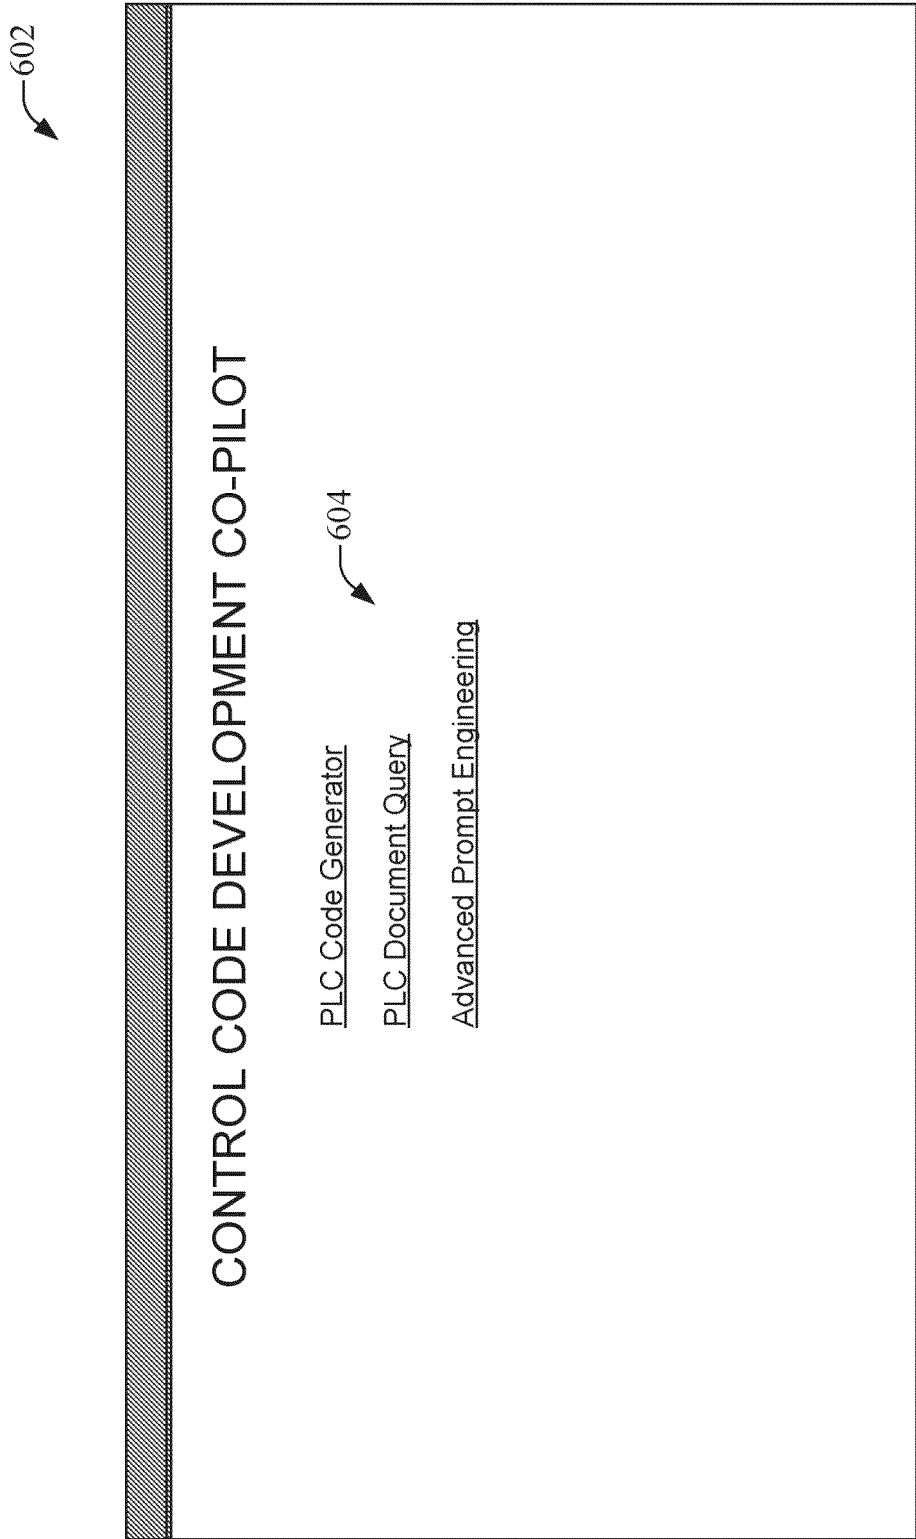 602
CONTROL CODE DEVELOPMENT CO-PILOT
604
PLC Code Generator
PLC Document Query
Advanced Prompt Engineering